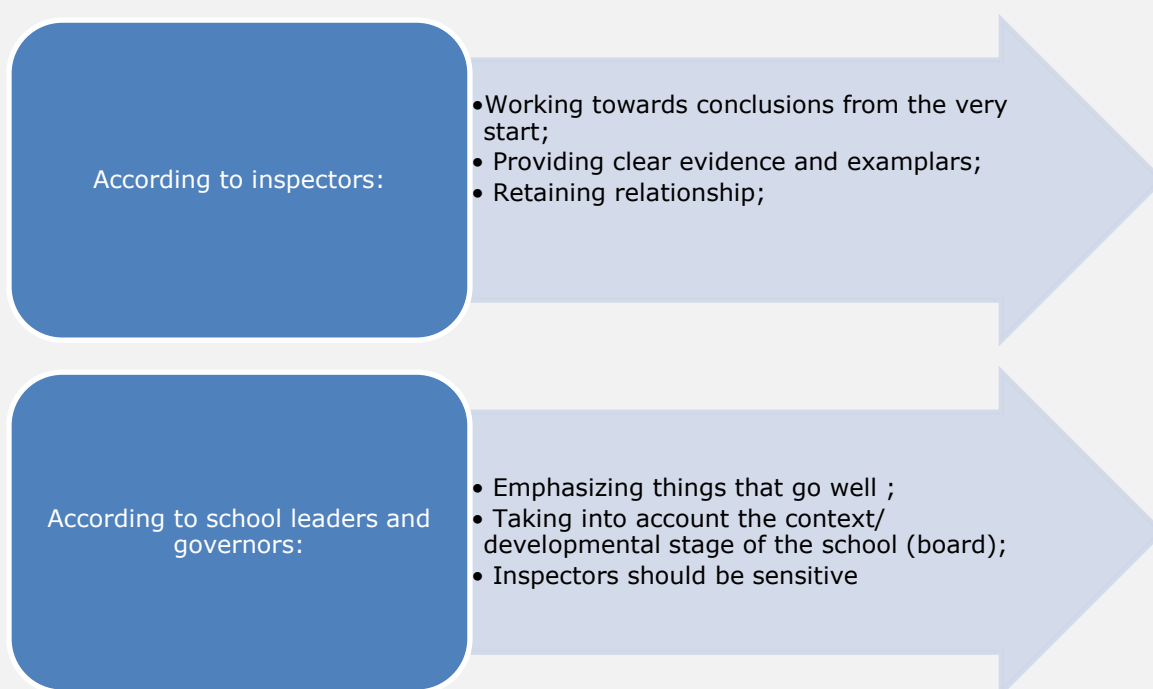 According to inspectors:
•Working towards conclusions from the very
start;
• Providing clear evidence and examplars;
• Retaining relationship;
According to school leaders and
governors:
• Emphasizing things that go well ;
• Taking into account the context/
developmental stage of the school (board);
• Inspectors should be sensitive